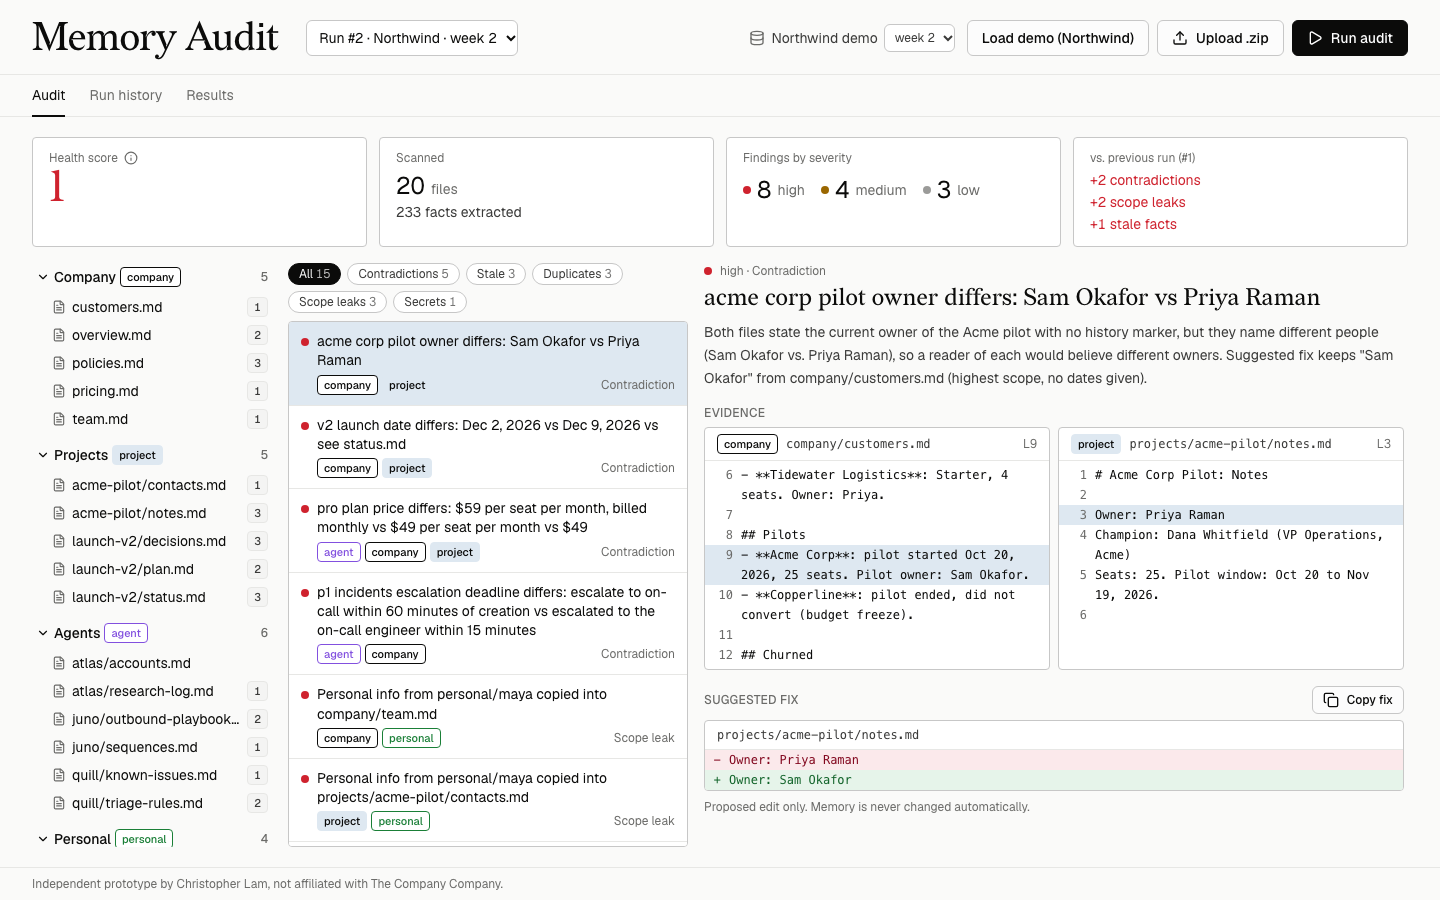 Memory Audit
Run #2 · Northwind · week 2
Northwind demo
week 2
Load demo (Northwind)
Upload .zip
Run audit
Audit
Run history
Results
Health score
1
Scanned
20 files
233 facts extracted
Findings by severity
8 high
4 medium
3 low
vs. previous run (#1)
+2 contradictions
+2 scope leaks
+1 stale facts
Company company 5
customers.md 1
overview.md 2
policies.md 3
pricing.md 1
team.md 1
Projects project 5
acme-pilot/contacts.md 1
acme-pilot/notes.md 3
launch-v2/decisions.md 3
launch-v2/plan.md 2
launch-v2/status.md 3
Agents agent 6
atlas/accounts.md
atlas/research-log.md 1
juno/outbound-playbook... 2
juno/sequences.md 1
quill/known-issues.md 1
quill/triage-rules.md 2
Personal personal 4
All 15
Contradictions 5
Stale 3
Duplicates 3
Scope leaks 3
Secrets 1
acme corp pilot owner differs: Sam Okafor vs Priya
Raman
company project Contradiction
v2 launch date differs: Dec 2, 2026 vs Dec 9, 2026 vs
see status.md
company project Contradiction
pro plan price differs: $59 per seat per month, billed
monthly vs $49 per seat per month vs $49
agent company project Contradiction
p1 incidents escalation deadline differs: escalate to on-
call within 60 minutes of creation vs escalated to the
on-call engineer within 15 minutes
agent company Contradiction
Personal info from personal/maya copied into
company/team.md
company personal Scope leak
Personal info from personal/maya copied into
projects/acme-pilot/contacts.md
project personal Scope leak
high · Contradiction
acme corp pilot owner differs: Sam Okafor vs Priya Raman
Both files state the current owner of the Acme pilot with no history marker, but they name different people
(Sam Okafor vs. Priya Raman), so a reader of each would believe different owners. Suggested fix keeps "Sam
Okafor" from company/customers.md (highest scope, no dates given).
EVIDENCE
company company/customers.md L9
6 - **Tidewater Logistics**: Starter, 4
seats. Owner: Priya.
7
8 ## Pilots
9 - **Acme Corp**: pilot started Oct 20,
2026, 25 seats. Pilot owner: Sam Okafor.
10 - **Copperline**: pilot ended, did not
convert (budget freeze).
11
12 ## Churned
project projects/acme-pilot/notes.md L3
1 # Acme Corp Pilot: Notes
2
3 Owner: Priya Raman
4 Champion: Dana Whitfield (VP Operations,
Acme)
5 Seats: 25. Pilot window: Oct 20 to Nov
19, 2026.
6
SUGGESTED FIX
Copy fix
projects/acme-pilot/notes.md
- Owner: Priya Raman
+ Owner: Sam Okafor
Proposed edit only. Memory is never changed automatically.
Independent prototype by Christopher Lam, not affiliated with The Company Company.